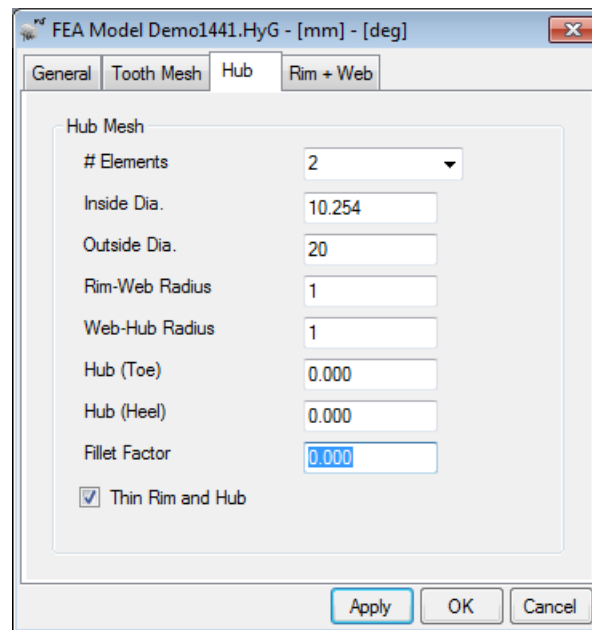 FEA Model Demo1441.HyG - [mm] - [deg]
General Tooth Mesh Hub Rim + Web
Hub Mesh
# Elements 2
Inside Dia. 10.254
Outside Dia. 20
Rim-Web Radius 1
Web-Hub Radius 1
Hub (Toe) 0.000
Hub (Heel) 0.000
Fillet Factor 0.000
Thin Rim and Hub
Apply OK Cancel